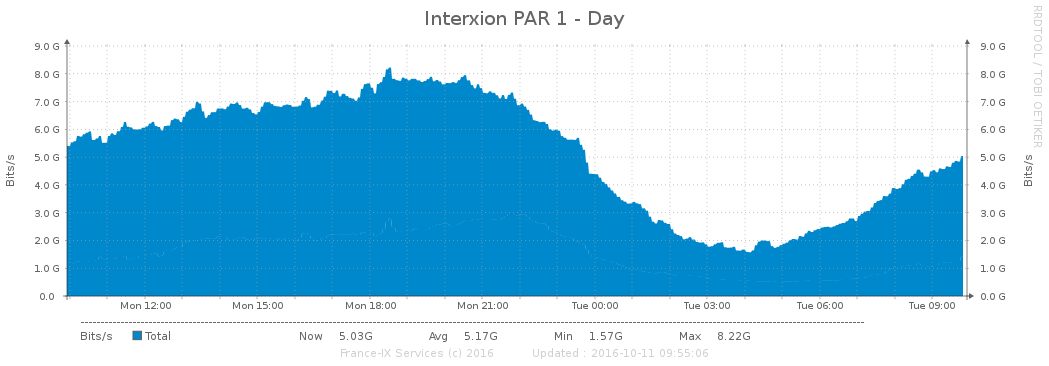 Interxion PAR 1 - Day
RRDTOOL / TOBI OETIKER
Bits/s
9.0 G
8.0 G
7.0 G
6.0 G
5.0 G
4.0 G
3.0 G
2.0 G
1.0 G
0.0
9.0 G
8.0 G
7.0 G
6.0 G
5.0 G
4.0 G
3.0 G
2.0 G
1.0 G
0.0 G
Bits/s
Mon 12:00 Mon 15:00 Mon 18:00 Mon 21:00 Tue 00:00 Tue 03:00 Tue 06:00 Tue 09:00
Bits/s Total Now 5.03G Avg 5.17G Min 1.57G Max 8.22G
France-IX Services (c) 2016 Updated : 2016-10-11 09:55:06